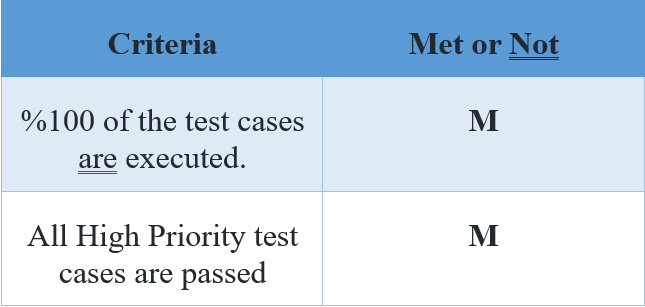 Criteria
Met or Not
%100 of the test cases
are executed.
M
All High Priority test
cases are passed
M